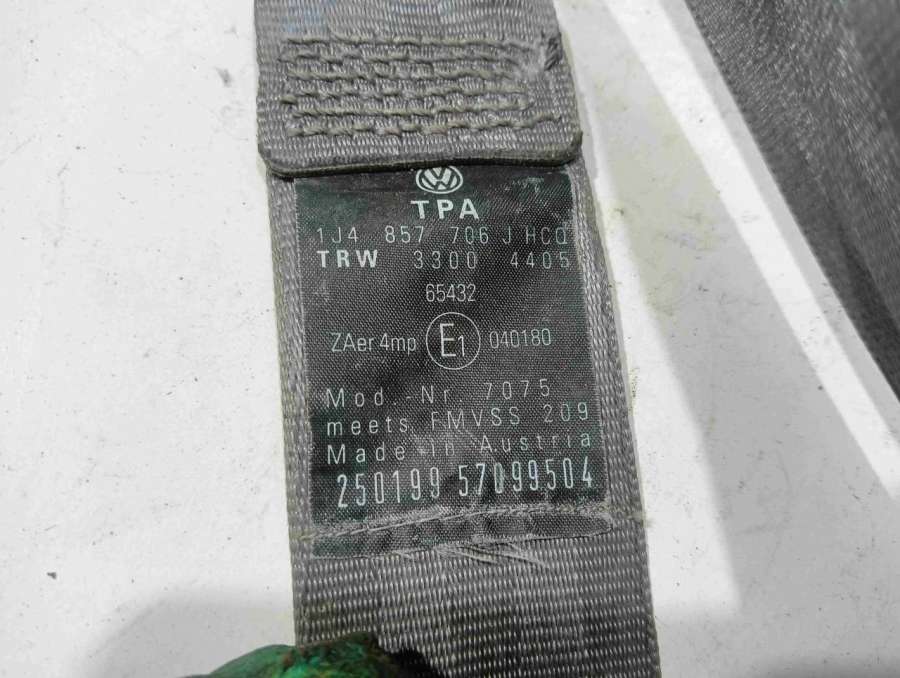 VW
TPA
1J4 857 706 J HCQ
TRW 3300 4405
65432
ZAer 4mp E1 040180
Mod.-Nr. 7075
meets FMVSS 209
Made in Austria
250199 57099504